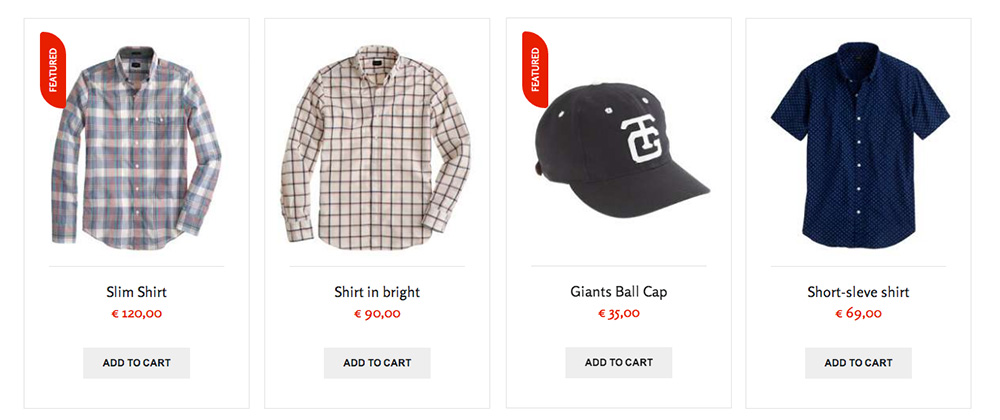 FEATURED
Slim Shirt
€ 120,00
ADD TO CART
Shirt in bright
€ 90,00
ADD TO CART
FEATURED
TG
Giants Ball Cap
€ 35,00
ADD TO CART
Short-sleve shirt
€ 69,00
ADD TO CART